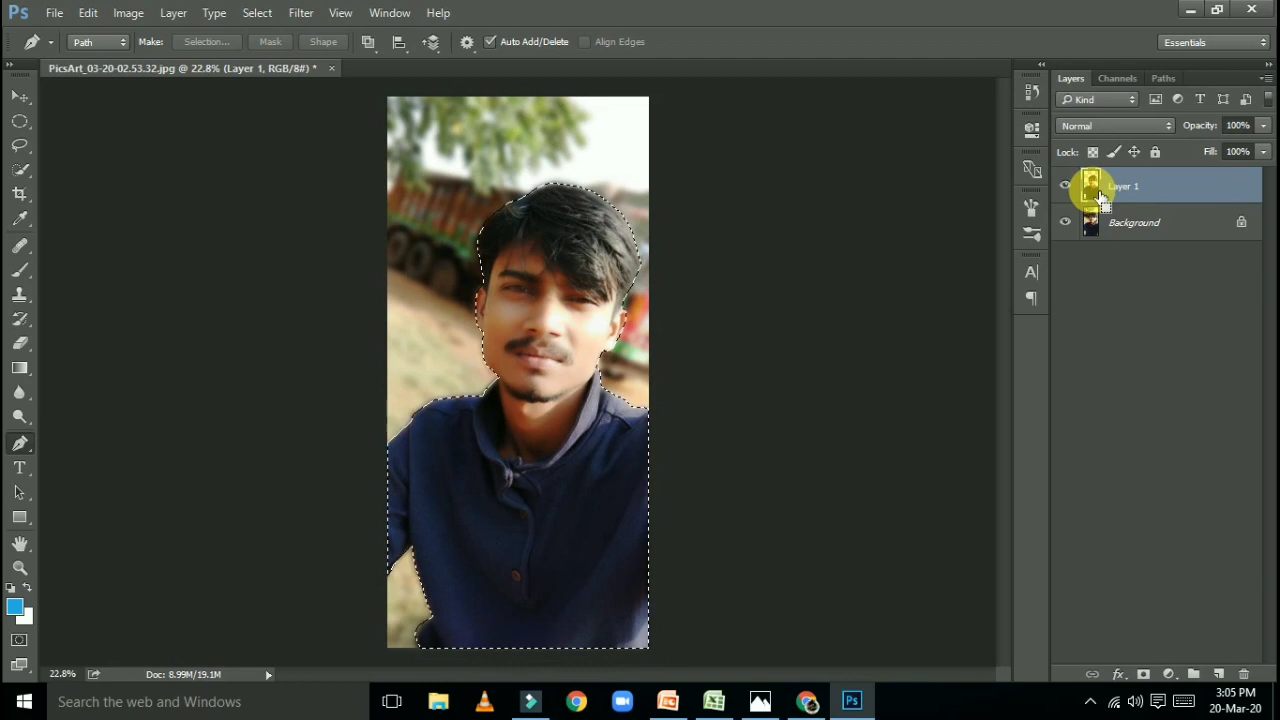 Ps File Edit Image Layer Type Select Filter View Window Help
Path Make: Selection... Mask Shape Auto Add/Delete Align Edges Essentials
PicsArt_03-20-02.53.32.jpg @ 22.8% (Layer 1, RGB/8#) * ×
Layers Channels Paths
Kind
Normal Opacity: 100%
Lock: Fill: 100%
Layer 1
Background
22.8% Doc: 8.99M/19.1M
Search the web and Windows
3:05 PM
20-Mar-20